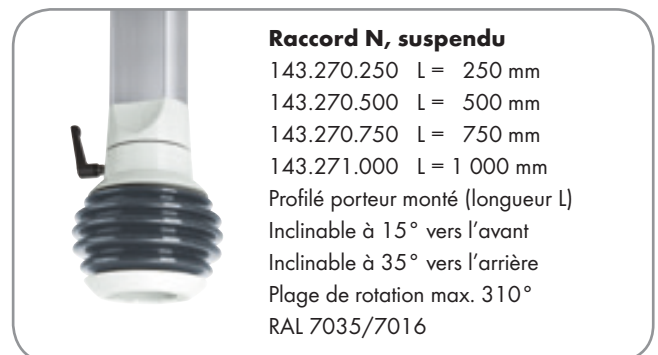 Raccord N, suspendu
143.270.250 L = 250 mm
143.270.500 L = 500 mm
143.270.750 L = 750 mm
143.271.000 L = 1 000 mm
Profilé porteur monté (longueur L)
Inclinable à 15° vers l’avant
Inclinable à 35° vers l’arrière
Plage de rotation max. 310°
RAL 7035/7016